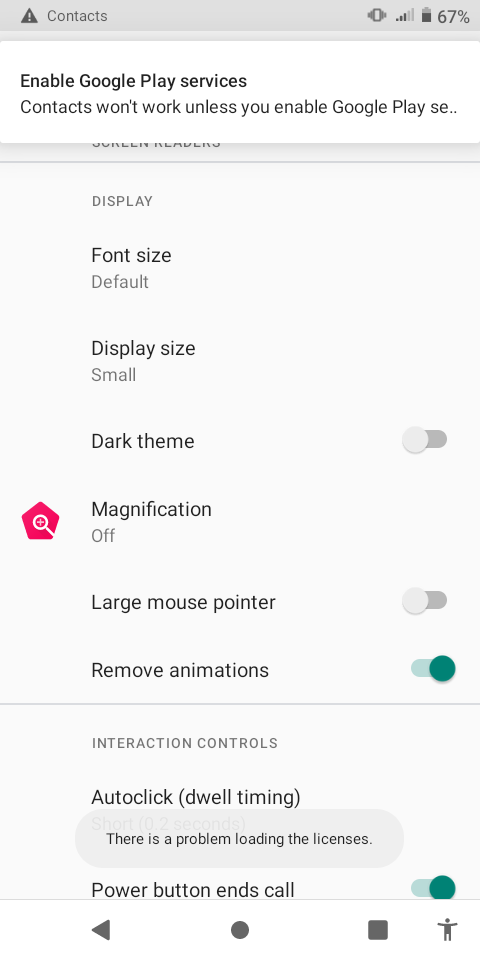 Contacts
67%
Enable Google Play services
Contacts won't work unless you enable Google Play se..
SCREEN READERS
DISPLAY
Font size
Default
Display size
Small
Dark theme
Magnification
Off
Large mouse pointer
Remove animations
INTERACTION CONTROLS
Autoclick (dwell timing)
Short (0.2 seconds)
There is a problem loading the licenses.
Power button ends call